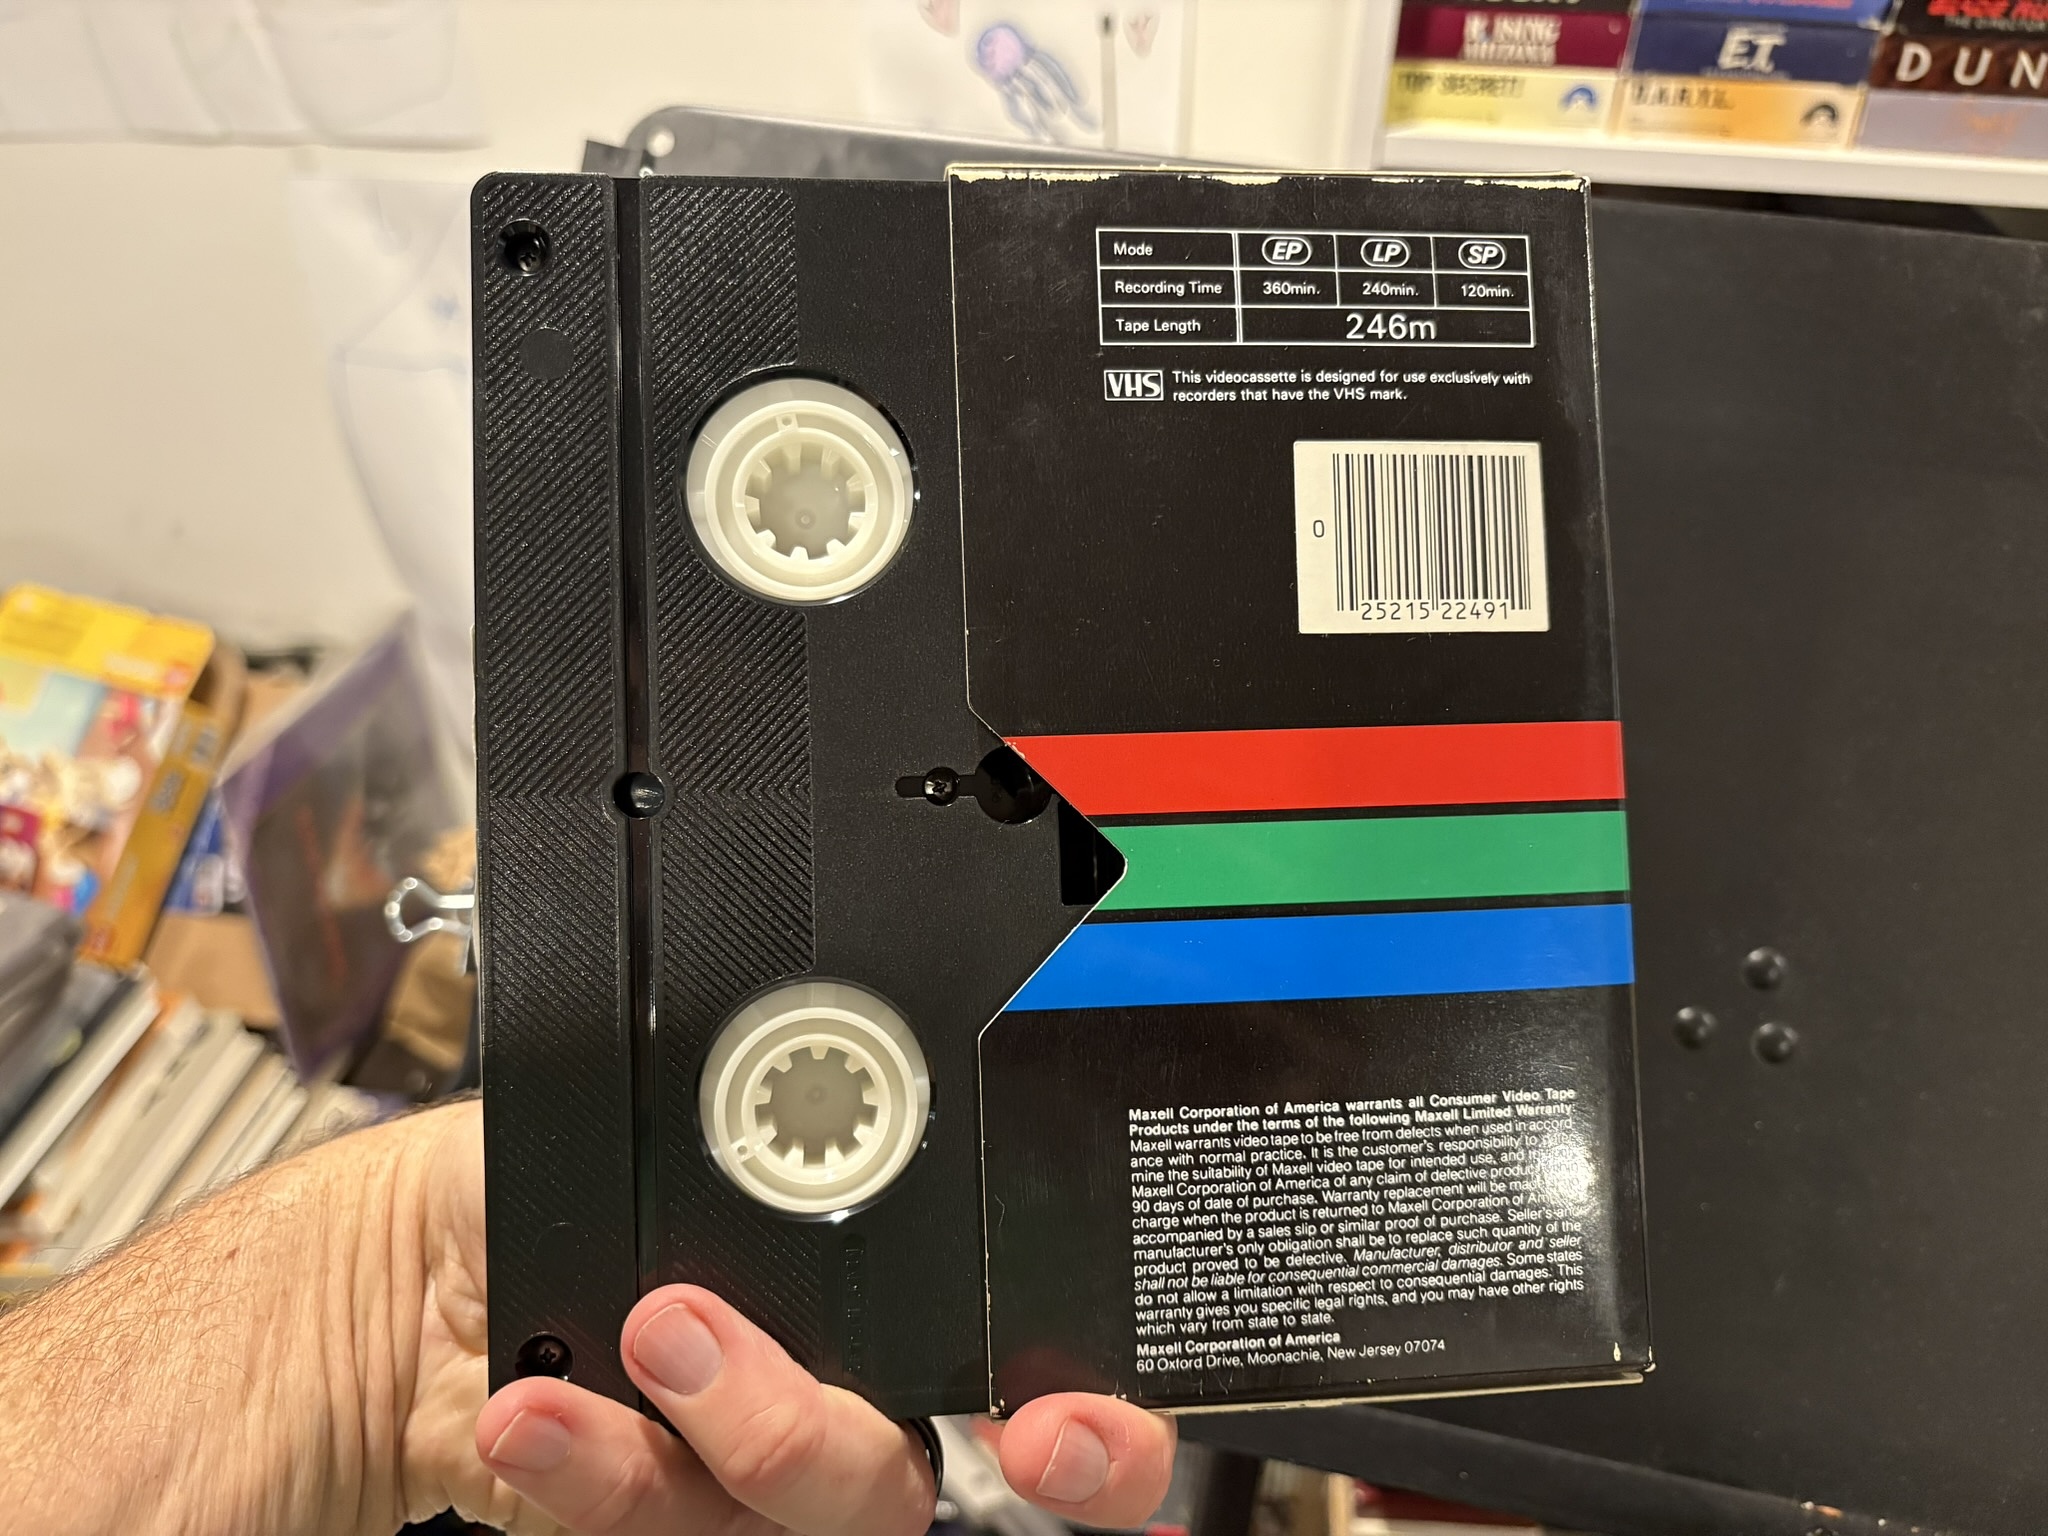 RAISING
ARIZONA
E.T.
DUN
TOP SECRET!
D.A.R.Y.L.
Mode EP LP SP
Recording Time 360min. 240min. 120min.
Tape Length 246m
VHS This videocassette is designed for use exclusively with
recorders that have the VHS mark.
0 25215 22491
Maxell Corporation of America warrants all Consumer Video Tape
Products under the terms of the following Maxell Limited Warranty:
Maxell warrants video tape to be free from defects when used in accord-
ance with normal practice. It is the customer's responsibility to deter-
mine the suitability of Maxell video tape for intended use, and to
Maxell Corporation of America of any claim of defective product within
90 days of date of purchase. Warranty replacement will be made
charge when the product is returned to Maxell Corporation of America
accompanied by a sales slip or similar proof of purchase. Seller's and
manufacturer's only obligation shall be to replace such quantity of the
product proved to be defective. Manufacturer, distributor and seller
shall not be liable for consequential commercial damages. Some states
do not allow a limitation with respect to consequential damages. This
warranty gives you specific legal rights, and you may have other rights
which vary from state to state.
Maxell Corporation of America
60 Oxford Drive, Moonachie, New Jersey 07074